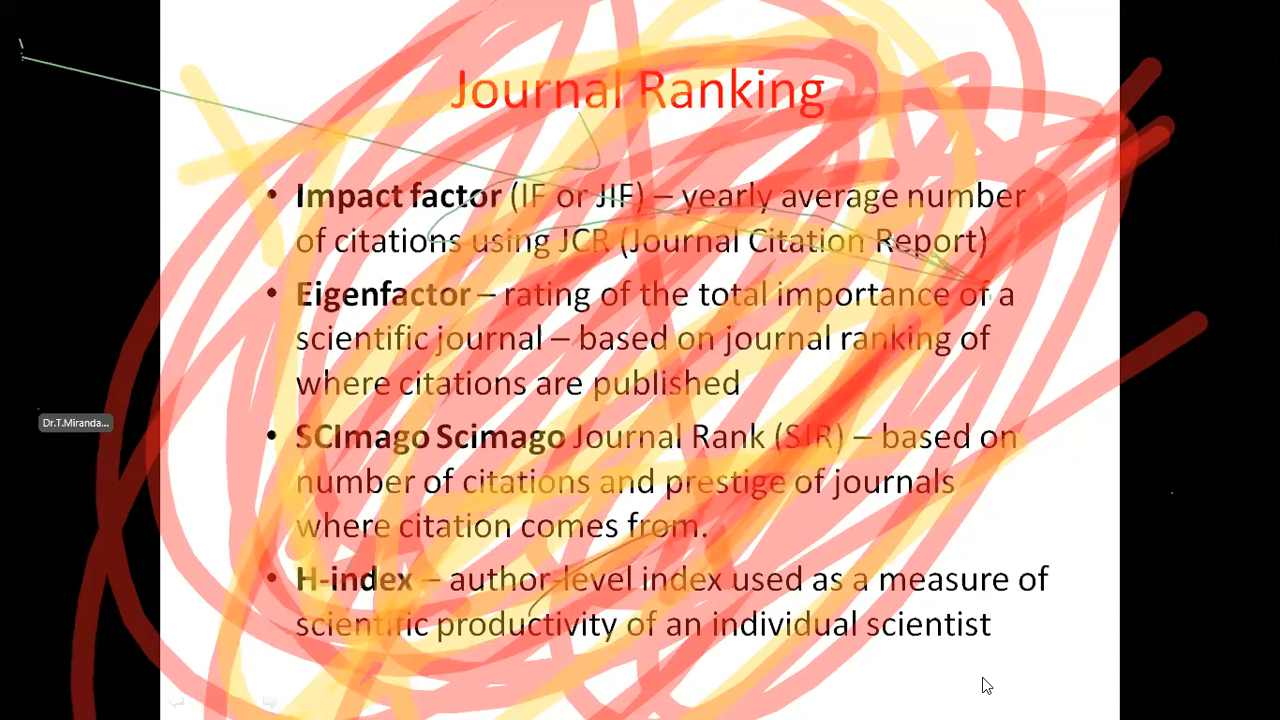 Journal Ranking
• Impact factor (IF or JIF) – yearly average number
of citations using JCR (Journal Citation Report)
• Eigenfactor – rating of the total importance of a
scientific journal – based on journal ranking of
where citations are published
• SCImago Scimago Journal Rank (SJR) – based on
number of citations and prestige of journals
where citation comes from.
• H-index – author-level index used as a measure of
scientific productivity of an individual scientist
Dr.T.Miranda...